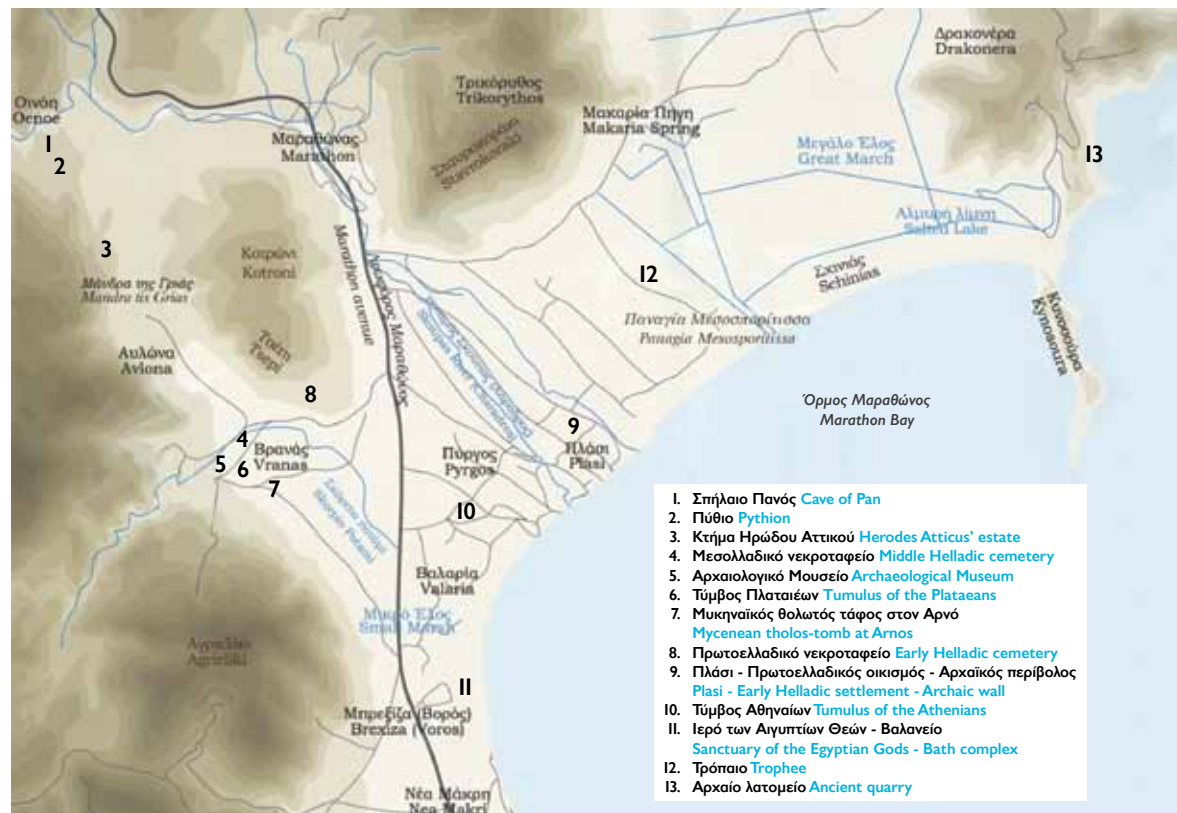 Οινόη
Oenoe
1
2
3
Μάνδρα της Γριάς
Mandra tis Grias
Αυλώνα
Avlona
Μαραθώνας
Marathon
Τρικόρυθος
Trikorythos
Σταυροκοράκι
Stavrokoraki
Μακαρία Πηγή
Makaria Spring
Δρακονέρα
Drakonera
Μεγάλο Έλος
Great March
13
Αλμυρή λίμνη
Salted Lake
Κοτρώνι
Kotroni
Τσέπι
Tsepi
Marathon avenue
Λεωφόρος Μαραθώνος
12
Σχινιάς
Schinias
Παναγία Μεσοσπορίτισσα
Panagia Mesosporitissa
Κυνοσούρα
Kynosoura
Όρμος Μαραθώνος
Marathon Bay
8
4
5
6
7
Βρανάς
Vranas
9
Πλάσι
Plasi
Πύργος
Pyrgos
10
Βαλαρία
Valaria
Μικρό Έλος
Small Marsh
Αγριελίκι
Agrieliki
11
Μπρεξίζα (Βορός)
Brexiza (Voros)
Νέα Μάκρη
Nea Makri
1. Σπήλαιο Πανός Cave of Pan
2. Πύθιο Pythion
3. Κτήμα Ηρώδου Αττικού Herodes Atticus' estate
4. Μεσολλαδικό νεκροταφείο Middle Helladic cemetery
5. Αρχαιολογικό Μουσείο Archaeological Museum
6. Τύμβος Πλαταιέων Tumulus of the Plataeans
7. Μυκηναϊκός θολωτός τάφος στον Αρνό
Mycenean tholos-tomb at Arnos
8. Πρωτοελλαδικό νεκροταφείο Early Helladic cemetery
9. Πλάσι - Πρωτοελλαδικός οικισμός - Αρχαϊκός περίβολος
Plasi - Early Helladic settlement - Archaic wall
10. Τύμβος Αθηναίων Tumulus of the Athenians
11. Ιερό των Αιγυπτίων Θεών - Βαλανείο
Sanctuary of the Egyptian Gods - Bath complex
12. Τρόπαιο Trophee
13. Αρχαίο λατομείο Ancient quarry